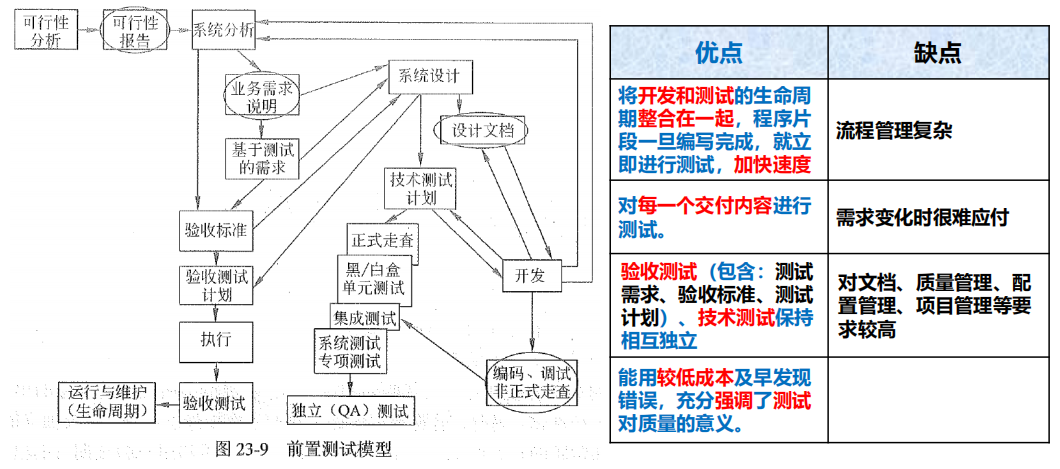 可行性
分析
可行性
报告
系统分析
业务需求
说明
系统设计
设计文档
基于测试
的需求
技术测试
计划
验收标准
正式走查
验收测试
计划
黑/白盒
单元测试
开发
集成测试
执行
系统测试
专项测试
编码、调试
非正式走查
运行与维护
(生命周期)
验收测试
独立(QA)测试
图 23-9 前置测试模型
优点
缺点
将开发和测试的生命周
期整合在一起，程序片
段一旦编写完成，就立
即进行测试，加快速度
流程管理复杂
对每一个交付内容进行
测试。
需求变化时很难应付
验收测试（包含：测试
需求、验收标准、测试
计划）、技术测试保持
相互独立
对文档、质量管理、配
置管理、项目管理等要
求较高
能用较低成本及早发现
错误，充分强调了测试
对质量的意义。